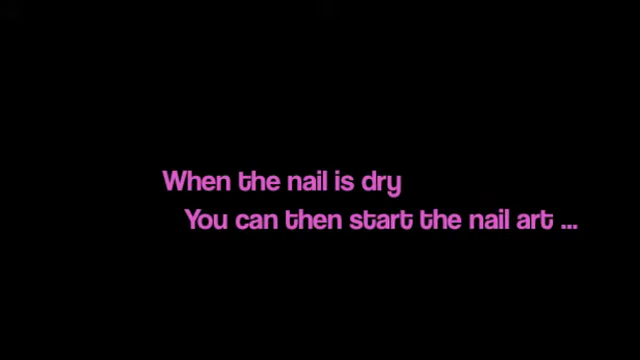 When the nail is dry
You can then start the nail art ...